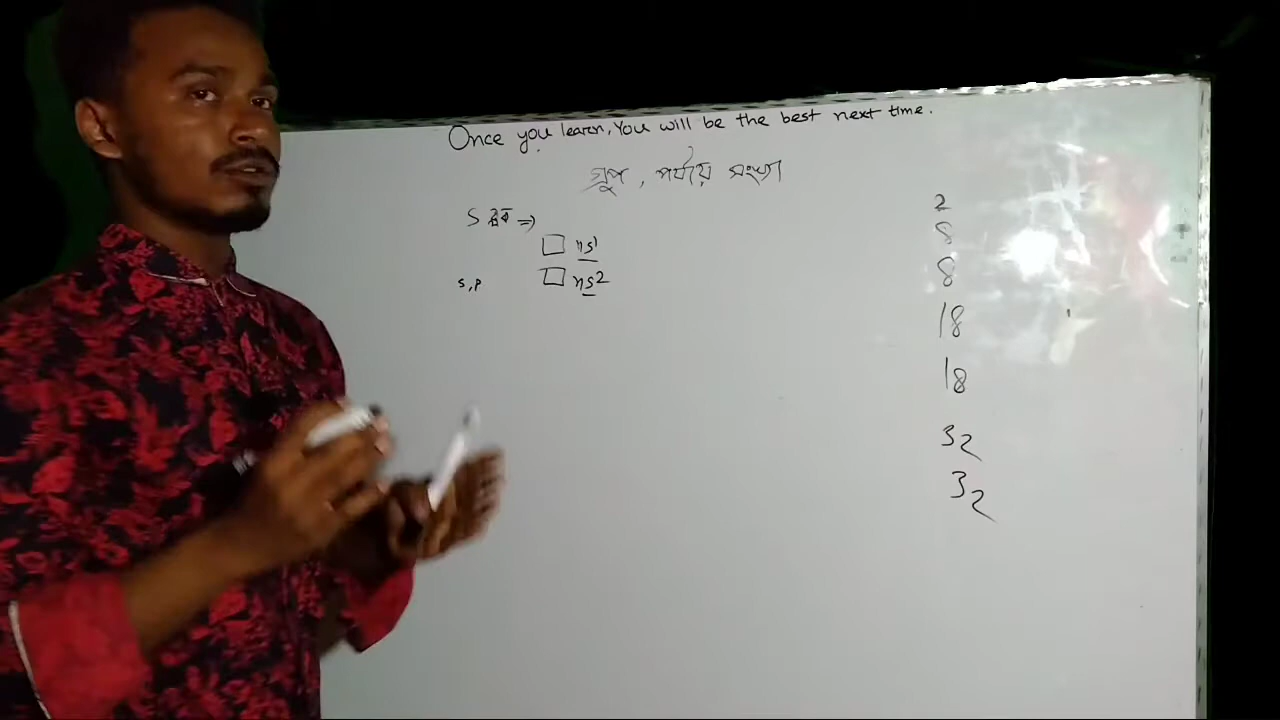 Once you learn, You will be the best next time.
গ্রুপ, পর্যায় সংখ্যা
S ব্লক ⇒
□ ns1
s,p □ ns2
2
8
8
18
18
32
32